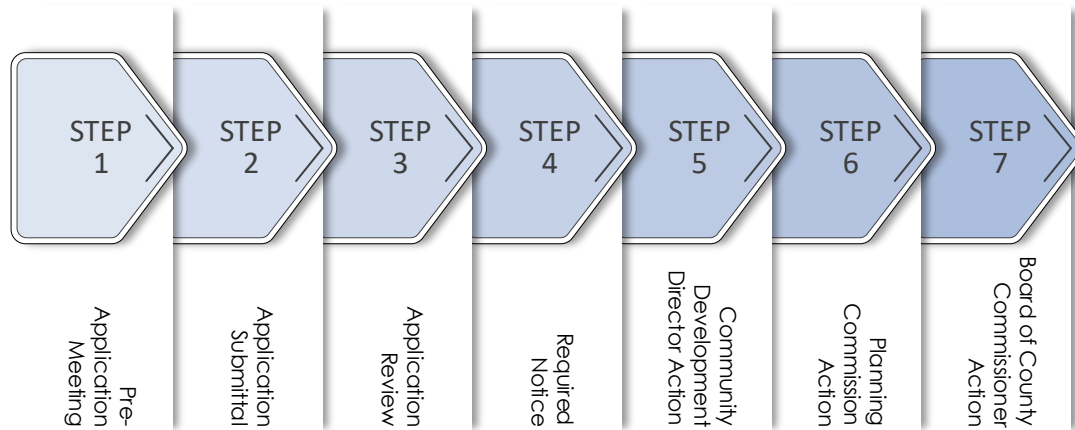 STEP
1
STEP
2
STEP
3
STEP
4
STEP
5
STEP
6
STEP
7
Pre-
Application
Meeting
Application
Submittal
Application
Review
Required
Notice
Community
Development
Director Action
Planning
Commission
Action
Board of County
Commissioner
Action